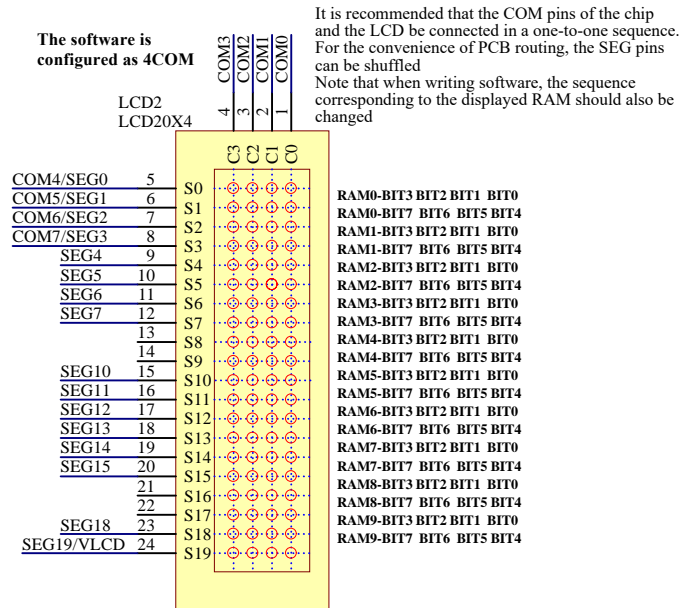 It is recommended that the COM pins of the chip
and the LCD be connected in a one-to-one sequence.
For the convenience of PCB routing, the SEG pins
can be shuffled
Note that when writing software, the sequence
corresponding to the displayed RAM should also be
changed
The software is
configured as 4COM
COM3
COM2
COM1
COM0
4
3
2
1
LCD2
LCD20X4
C3
C2
C1
C0
COM4/SEG0 5 S0 RAM0-BIT3 BIT2 BIT1 BIT0
COM5/SEG1 6 S1 RAM0-BIT7 BIT6 BIT5 BIT4
COM6/SEG2 7 S2 RAM1-BIT3 BIT2 BIT1 BIT0
COM7/SEG3 8 S3 RAM1-BIT7 BIT6 BIT5 BIT4
SEG4 9 S4 RAM2-BIT3 BIT2 BIT1 BIT0
SEG5 10 S5 RAM2-BIT7 BIT6 BIT5 BIT4
SEG6 11 S6 RAM3-BIT3 BIT2 BIT1 BIT0
SEG7 12 S7 RAM3-BIT7 BIT6 BIT5 BIT4
13 S8 RAM4-BIT3 BIT2 BIT1 BIT0
14 S9 RAM4-BIT7 BIT6 BIT5 BIT4
SEG10 15 S10 RAM5-BIT3 BIT2 BIT1 BIT0
SEG11 16 S11 RAM5-BIT7 BIT6 BIT5 BIT4
SEG12 17 S12 RAM6-BIT3 BIT2 BIT1 BIT0
SEG13 18 S13 RAM6-BIT7 BIT6 BIT5 BIT4
SEG14 19 S14 RAM7-BIT3 BIT2 BIT1 BIT0
SEG15 20 S15 RAM7-BIT7 BIT6 BIT5 BIT4
21 S16 RAM8-BIT3 BIT2 BIT1 BIT0
22 S17 RAM8-BIT7 BIT6 BIT5 BIT4
SEG18 23 S18 RAM9-BIT3 BIT2 BIT1 BIT0
SEG19/VLCD 24 S19 RAM9-BIT7 BIT6 BIT5 BIT4